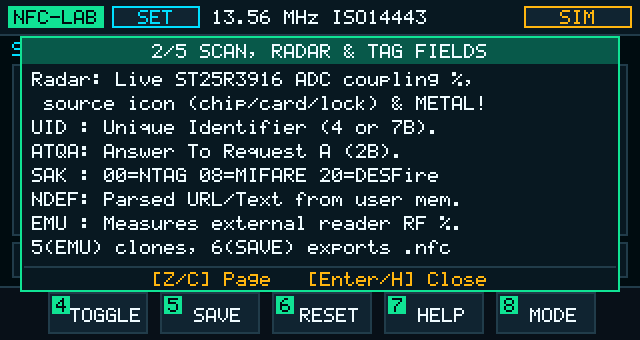 NFC-LAB SET 13.56 MHz ISO14443 SIM
2/5 SCAN, RADAR & TAG FIELDS
Radar: Live ST25R3916 ADC coupling %,
source icon (chip/card/lock) & METAL!
UID : Unique Identifier (4 or 7B).
ATQA: Answer To Request A (2B).
SAK : 00=NTAG 08=MIFARE 20=DESFire
NDEF: Parsed URL/Text from user mem.
EMU : Measures external reader RF %.
5(EMU) clones, 6(SAVE) exports .nfc
[Z/C] Page [Enter/H] Close
4 TOGGLE 5 SAVE 6 RESET 7 HELP 8 MODE